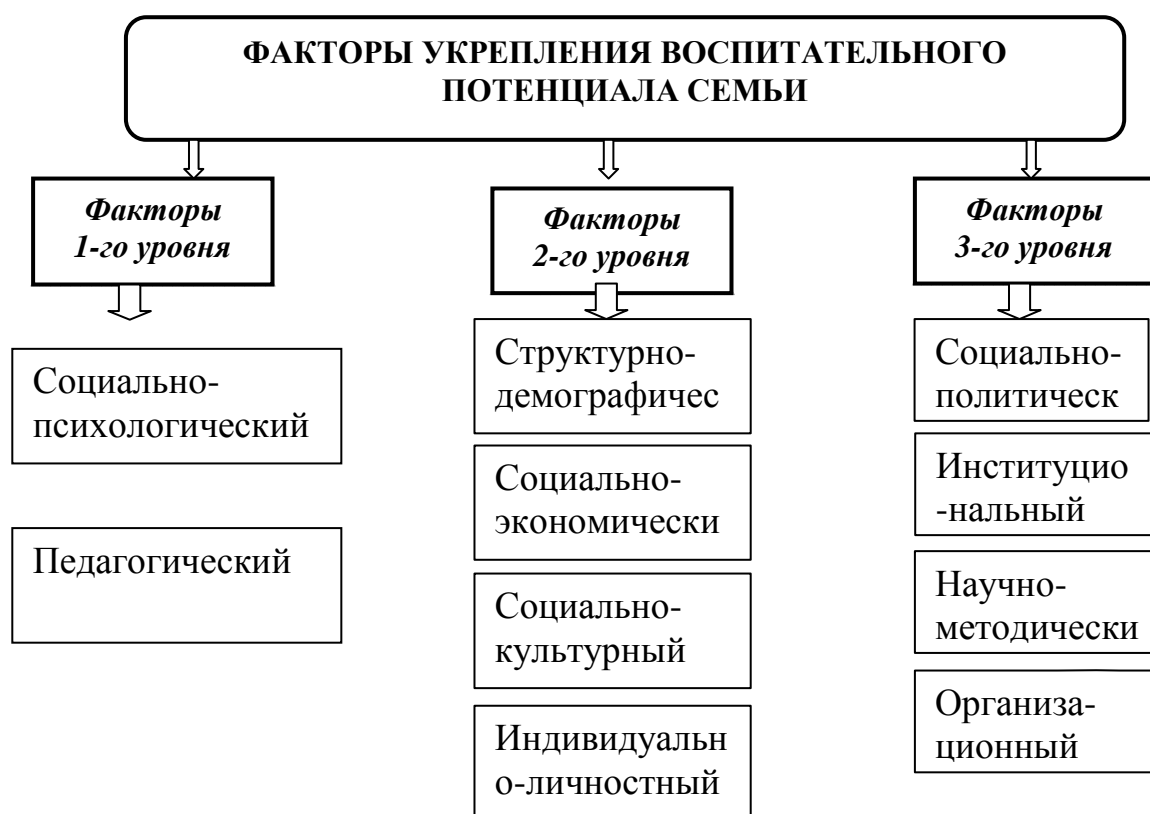 ФАКТОРЫ УКРЕПЛЕНИЯ ВОСПИТАТЕЛЬНОГО
ПОТЕНЦИАЛА СЕМЬИ
Факторы
1-го уровня
Социально-
психологический
Педагогический
Факторы
2-го уровня
Структурно-
демографичес
Социально-
экономически
Социально-
культурный
Индивидуальн
о-личностный
Факторы
3-го уровня
Социально-
политическ
Институцио
-нальный
Научно-
методически
Организа-
ционный